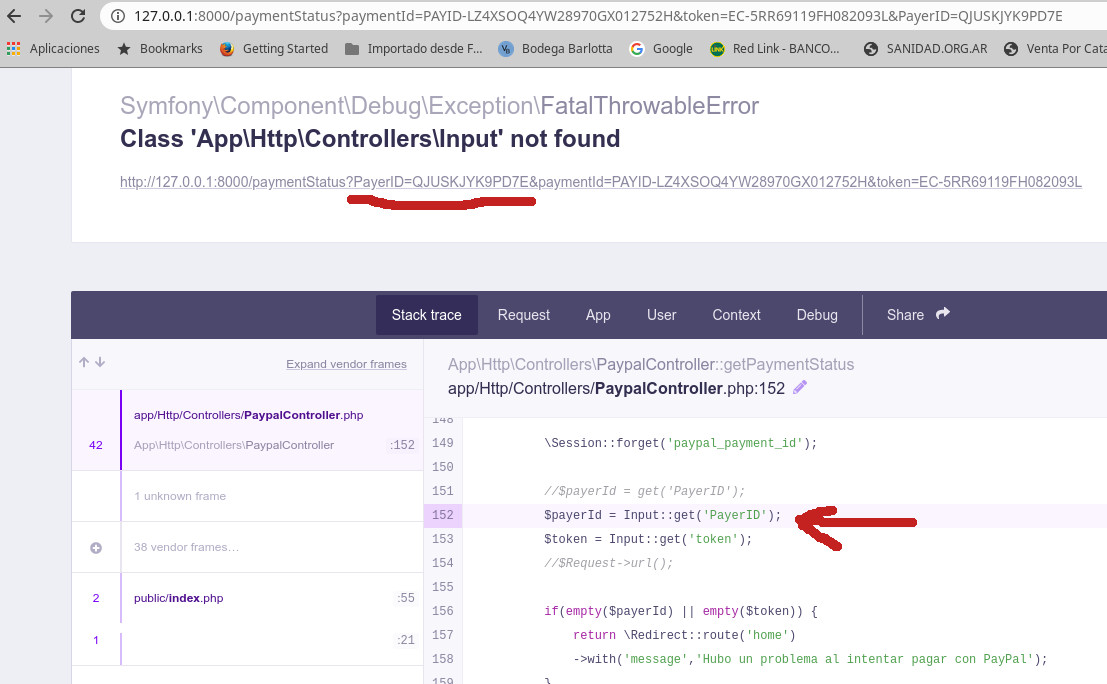 127.0.0.1:8000/paymentStatus?paymentId=PAYID-LZ4XSOQ4YW28970GX012752H&token=EC-5RR69119FH082093L&PayerID=QJUSKJYK9PD7E
Aplicaciones Bookmarks Getting Started Importado desde F... VB Bodega Barlotta Google LINK Red Link - BANCO... SANIDAD.ORG.AR Venta Por Cata
Symfony\Component\Debug\Exception\FatalThrowableError
Class 'App\Http\Controllers\Input' not found
http://127.0.0.1:8000/paymentStatus?PayerID=QJUSKJYK9PD7E&paymentId=PAYID-LZ4XSOQ4YW28970GX012752H&token=EC-5RR69119FH082093L
Stack trace Request App User Context Debug Share
Expand vendor frames
42
app/Http/Controllers/PaypalController.php
App\Http\Controllers\PaypalController :152
1 unknown frame
38 vendor frames…
2 public/index.php :55
1 :21
App\Http\Controllers\PaypalController::getPaymentStatus
app/Http/Controllers/PaypalController.php:152
148
149 \Session::forget('paypal_payment_id');
150
151 //$payerId = get('PayerID');
152 $payerId = Input::get('PayerID');
153 $token = Input::get('token');
154 //$Request->url();
155
156 if(empty($payerId) || empty($token)) {
157 return \Redirect::route('home')
158 ->with('message','Hubo un problema al intentar pagar con PayPal');
159 }